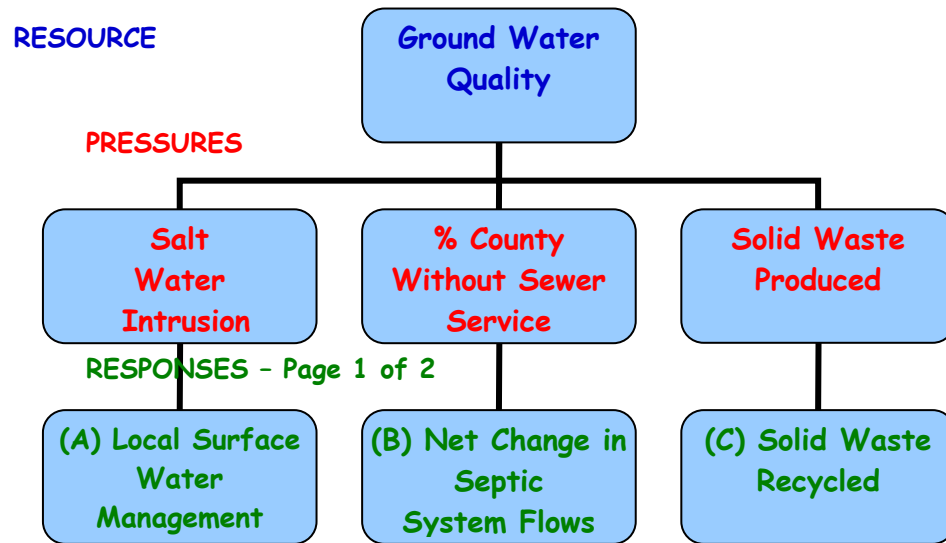 RESOURCE
Ground Water
Quality
PRESSURES
Salt
Water
Intrusion
% County
Without Sewer
Service
Solid Waste
Produced
RESPONSES – Page 1 of 2
(A) Local Surface
Water
Management
(B) Net Change in
Septic
System Flows
(C) Solid Waste
Recycled